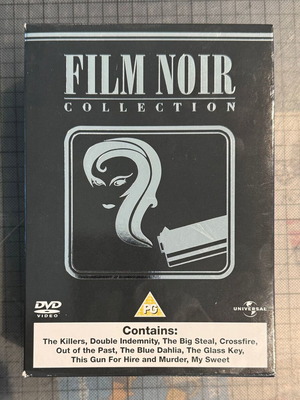 FILM NOIR
COLLECTION
DVD
VIDEO
PG
UNIVERSAL
Contains:
The Killers, Double Indemnity, The Big Steal, Crossfire,
Out of the Past, The Blue Dahlia, The Glass Key,
This Gun For Hire and Murder, My Sweet